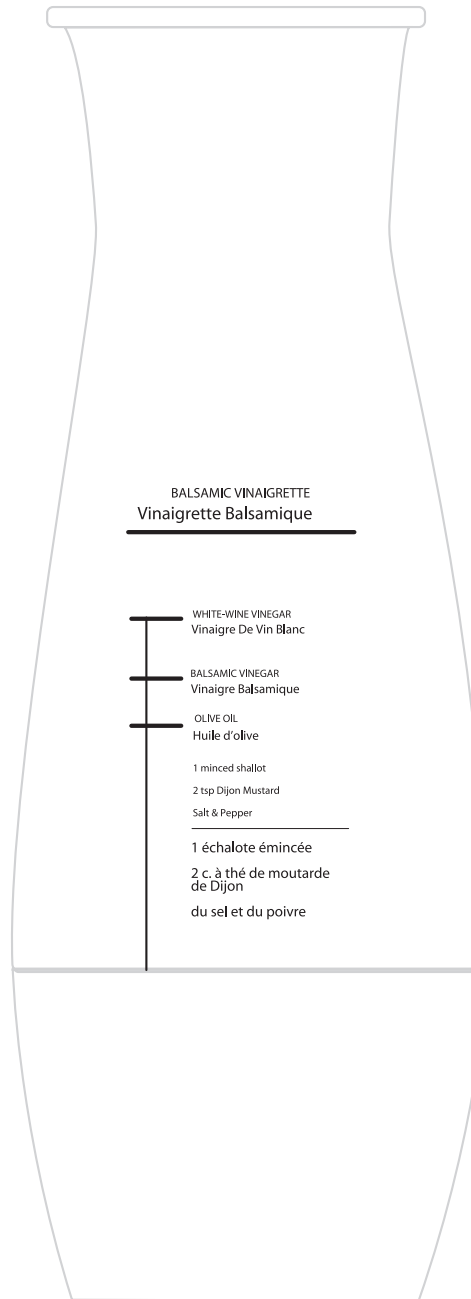 BALSAMIC VINAIGRETTE
Vinaigrette Balsamique
WHITE-WINE VINEGAR
Vinaigre De Vin Blanc
BALSAMIC VINEGAR
Vinaigre Balsamique
OLIVE OIL
Huile d’olive
1 minced shallot
2 tsp Dijon Mustard
Salt & Pepper
1 échalote émincée
2 c. à thé de moutarde
de Dijon
du sel et du poivre